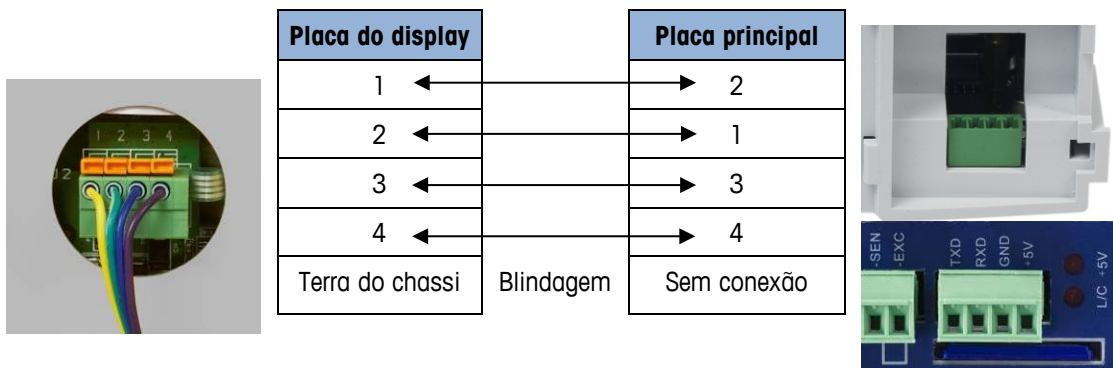 Placa do display Placa principal
1 2
2 1
3 3
4 4
Terra do chassi Blindagem Sem conexão
1 2 3 4
J2
-SEN -EXC TXD RXD GND +5V
L/C +5V